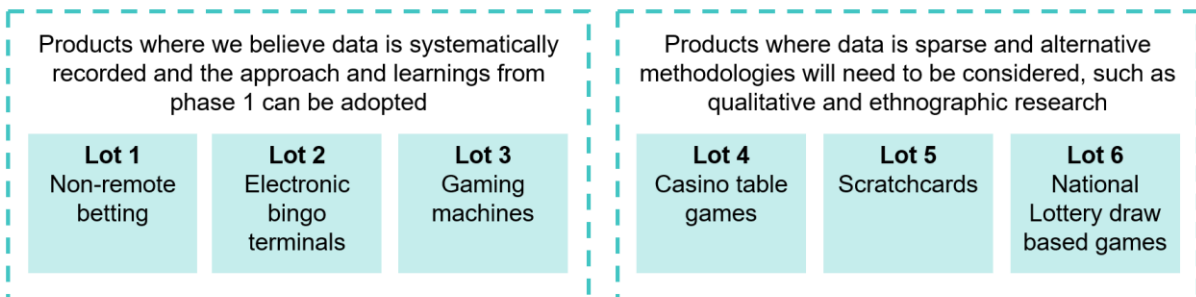 Products where we believe data is systematically
recorded and the approach and learnings from
phase 1 can be adopted
Lot 1
Non-remote
betting
Lot 2
Electronic
bingo
terminals
Lot 3
Gaming
machines
Products where data is sparse and alternative
methodologies will need to be considered, such as
qualitative and ethnographic research
Lot 4
Casino table
games
Lot 5
Scratchcards
Lot 6
National
Lottery draw
based games